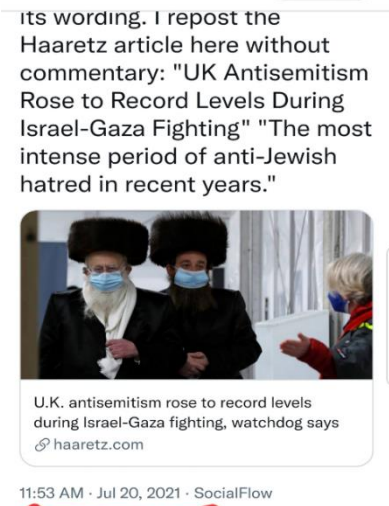 its wording. I repost the
Haaretz article here without
commentary: "UK Antisemitism
Rose to Record Levels During
Israel-Gaza Fighting" "The most
intense period of anti-Jewish
hatred in recent years."
U.K. antisemitism rose to record levels
during Israel-Gaza fighting, watchdog says
haaretz.com
11:53 AM · Jul 20, 2021 · SocialFlow